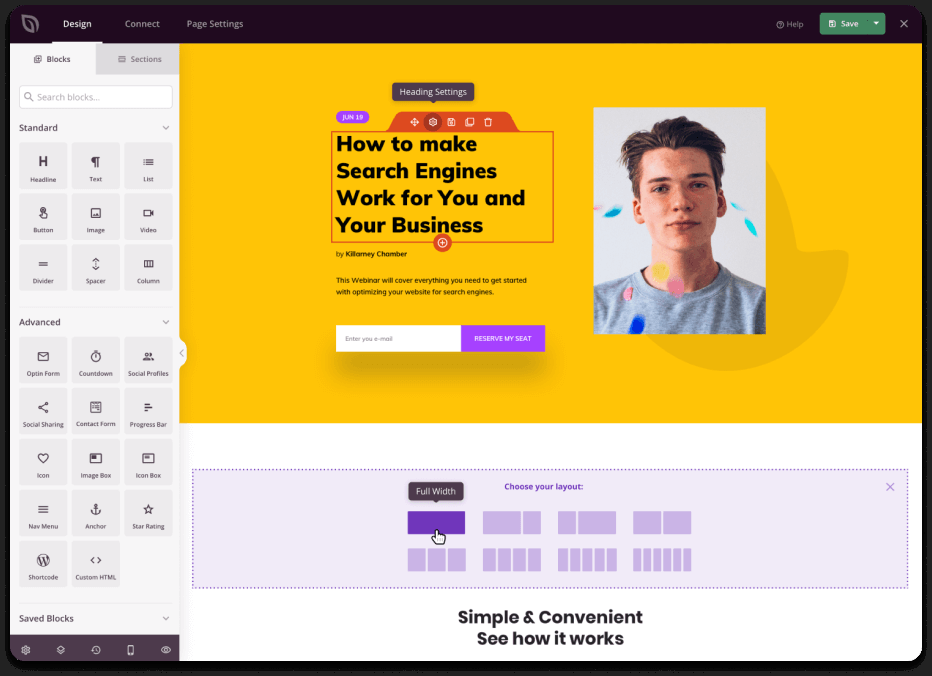 Design
Connect
Page Settings
Help
Save
Blocks
Sections
Search blocks...
Standard
Headline
Text
List
Button
Image
Video
Divider
Spacer
Column
Advanced
Optin Form
Countdown
Social Profiles
Social Sharing
Contact Form
Progress Bar
Icon
Image Box
Icon Box
Nav Menu
Anchor
Star Rating
Shortcode
Custom HTML
Saved Blocks
Heading Settings
JUN 19
How to make
Search Engines
Work for You and
Your Business
by Killarney Chamber
This Webinar will cover everything you need to get started
with optimizing your website for search engines.
Enter you e-mail
RESERVE MY SEAT
Choose your layout:
Full Width
Simple & Convenient
See how it works